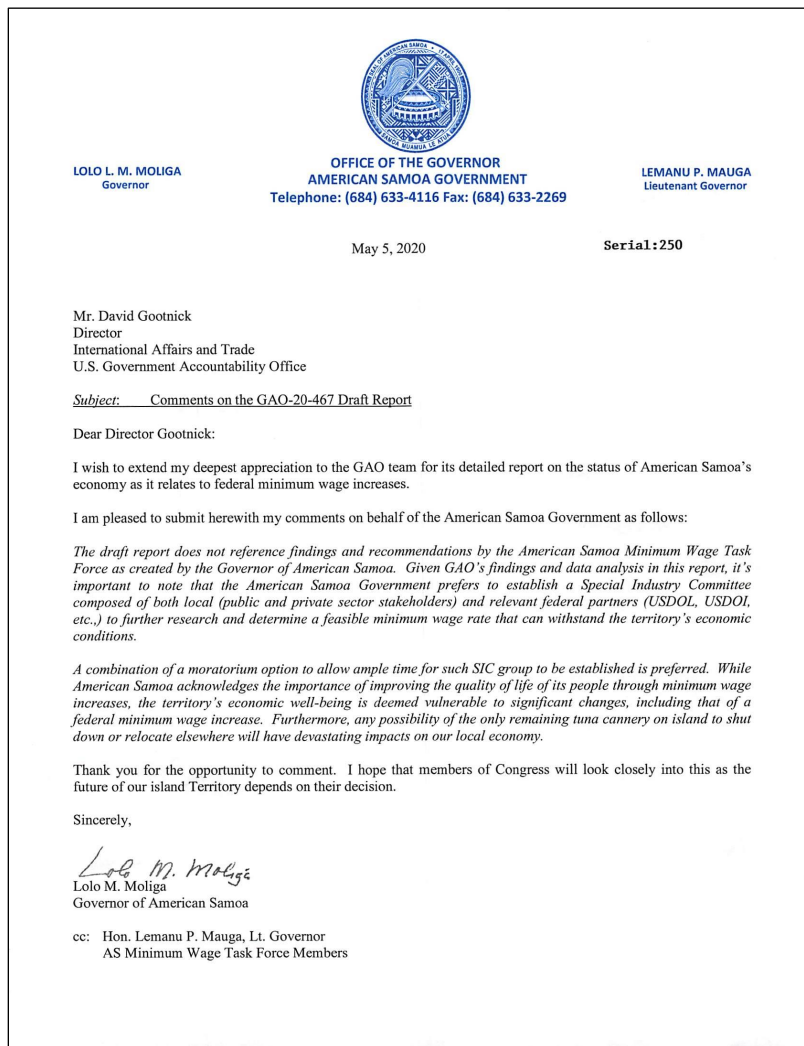 SEAL OF AMERICAN SAMOA • 17 APRIL 1900
SAMOA MUAMUA LE ATUA
LOLO L. M. MOLIGA
Governor
OFFICE OF THE GOVERNOR
AMERICAN SAMOA GOVERNMENT
Telephone: (684) 633-4116 Fax: (684) 633-2269
LEMANU P. MAUGA
Lieutenant Governor
May 5, 2020
Serial:250
Mr. David Gootnick
Director
International Affairs and Trade
U.S. Government Accountability Office
Subject: Comments on the GAO-20-467 Draft Report
Dear Director Gootnick:
I wish to extend my deepest appreciation to the GAO team for its detailed report on the status of American Samoa's
economy as it relates to federal minimum wage increases.
I am pleased to submit herewith my comments on behalf of the American Samoa Government as follows:
The draft report does not reference findings and recommendations by the American Samoa Minimum Wage Task
Force as created by the Governor of American Samoa. Given GAO's findings and data analysis in this report, it's
important to note that the American Samoa Government prefers to establish a Special Industry Committee
composed of both local (public and private sector stakeholders) and relevant federal partners (USDOL, USDOI,
etc.,) to further research and determine a feasible minimum wage rate that can withstand the territory's economic
conditions.
A combination of a moratorium option to allow ample time for such SIC group to be established is preferred. While
American Samoa acknowledges the importance of improving the quality of life of its people through minimum wage
increases, the territory's economic well-being is deemed vulnerable to significant changes, including that of a
federal minimum wage increase. Furthermore, any possibility of the only remaining tuna cannery on island to shut
down or relocate elsewhere will have devastating impacts on our local economy.
Thank you for the opportunity to comment. I hope that members of Congress will look closely into this as the
future of our island Territory depends on their decision.
Sincerely,
Lolo M. Moliga
Lolo M. Moliga
Governor of American Samoa
cc: Hon. Lemanu P. Mauga, Lt. Governor
AS Minimum Wage Task Force Members